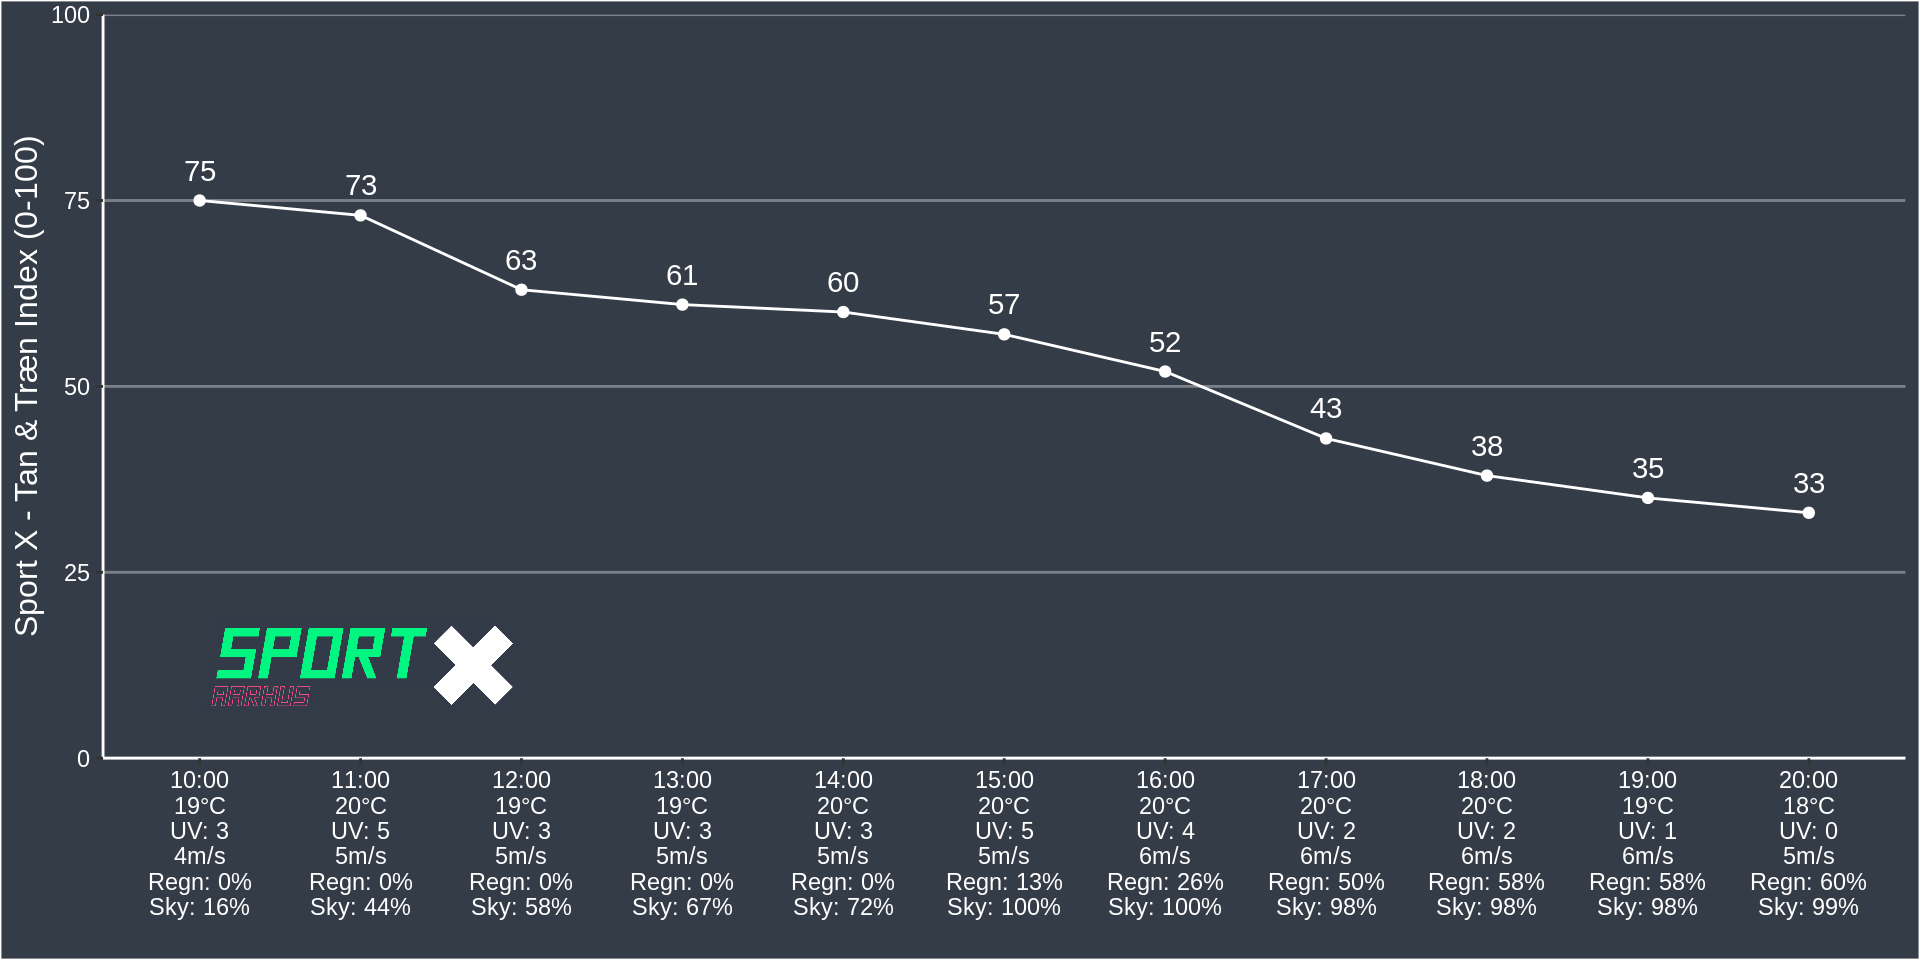 Sport X - Tan & Træn Index (0-100)
100
75
50
25
0
75
73
63
61
60
57
52
43
38
35
33
SPORT X
AARHUS
10:00 11:00 12:00 13:00 14:00 15:00 16:00 17:00 18:00 19:00 20:00
19°C 20°C 19°C 19°C 20°C 20°C 20°C 20°C 20°C 19°C 18°C
UV: 3 UV: 5 UV: 3 UV: 3 UV: 3 UV: 5 UV: 4 UV: 2 UV: 2 UV: 1 UV: 0
4m/s 5m/s 5m/s 5m/s 5m/s 5m/s 6m/s 6m/s 6m/s 6m/s 5m/s
Regn: 0% Regn: 0% Regn: 0% Regn: 0% Regn: 0% Regn: 13% Regn: 26% Regn: 50% Regn: 58% Regn: 58% Regn: 60%
Sky: 16% Sky: 44% Sky: 58% Sky: 67% Sky: 72% Sky: 100% Sky: 100% Sky: 98% Sky: 98% Sky: 98% Sky: 99%